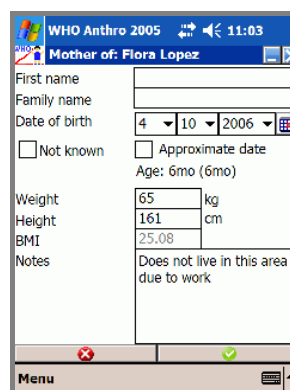 WHO Anthro 2005 11:03
Mother of: Flora Lopez
First name
Family name
Date of birth 4 10 2006
Not known Approximate date
Age: 6mo (6mo)
Weight 65 kg
Height 161 cm
BMI 25.08
Notes Does not live in this area
due to work
Menu